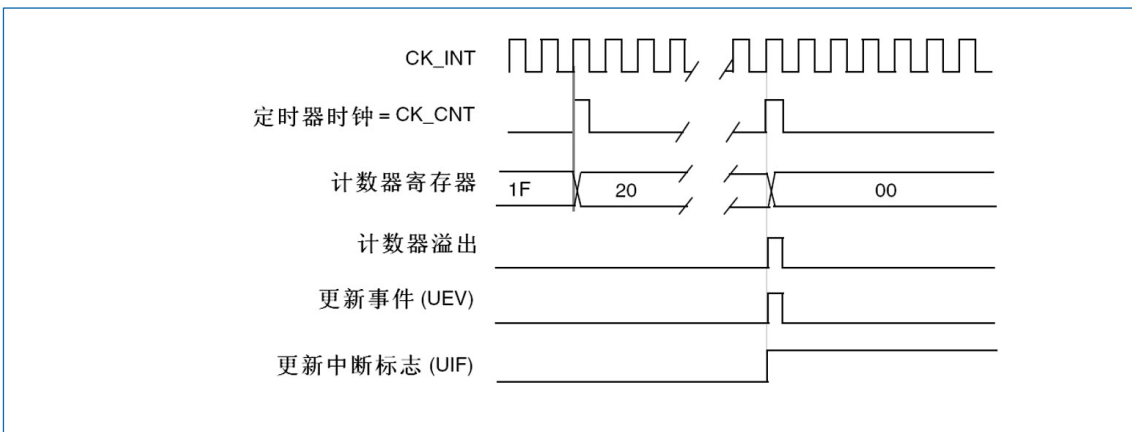 CK_INT
定时器时钟 = CK_CNT
计数器寄存器
1F 20 00
计数器溢出
更新事件 (UEV)
更新中断标志 (UIF)